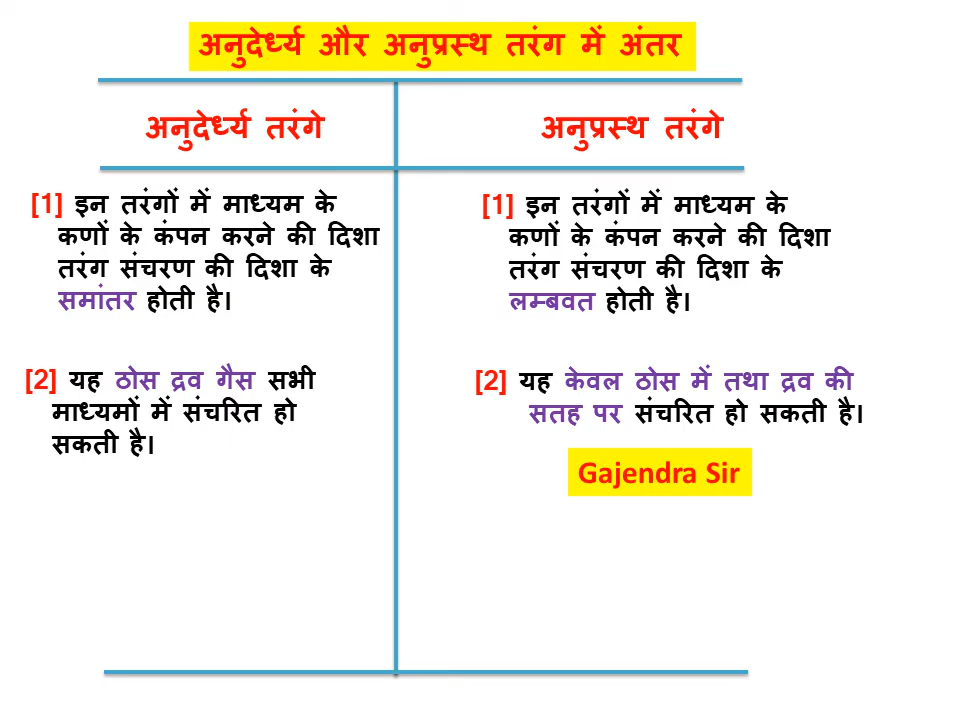 अनुदेर्ध्य और अनुप्रस्थ तरंग में अंतर
अनुदेर्ध्य तरंगे
अनुप्रस्थ तरंगे
[1] इन तरंगों में माध्यम के
कणों के कंपन करने की दिशा
तरंग संचरण की दिशा के
समांतर होती है।
[2] यह ठोस द्रव गैस सभी
माध्यमों में संचरित हो
सकती है।
[1] इन तरंगों में माध्यम के
कणों के कंपन करने की दिशा
तरंग संचरण की दिशा के
लम्बवत होती है।
[2] यह केवल ठोस में तथा द्रव की
सतह पर संचरित हो सकती है।
Gajendra Sir